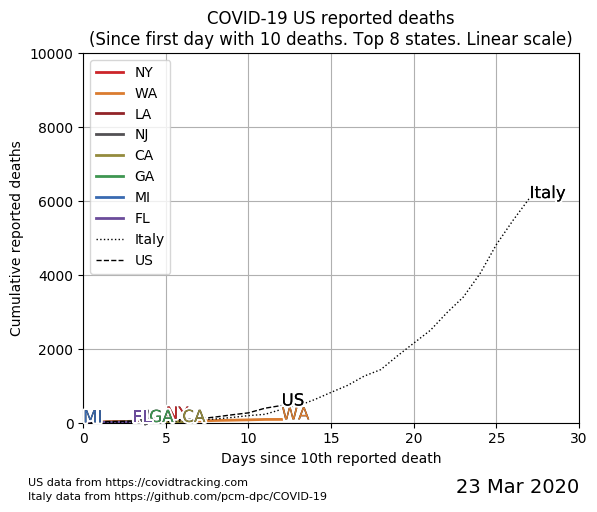 COVID-19 US reported deaths
(Since first day with 10 deaths. Top 8 states. Linear scale)
10000
8000
6000
4000
2000
0
Cumulative reported deaths
NY
WA
LA
NJ
CA
GA
MI
FL
Italy
US
Italy
US
WA
MI
FL
GA
NY
CA
0
5
10
15
20
25
30
Days since 10th reported death
US data from https://covidtracking.com
Italy data from https://github.com/pcm-dpc/COVID-19
23 Mar 2020